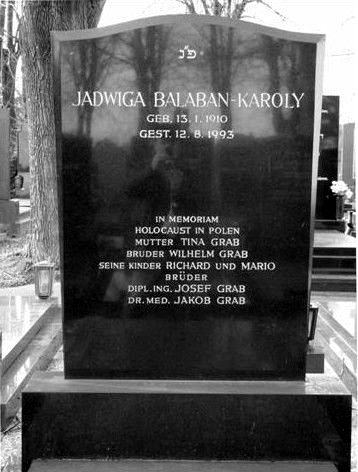 פ״נ
JADWIGA BALABAN-KAROLY
GEB. 13.1.1910
GEST. 12.8.1993
IN MEMORIAM
HOLOCAUST IN POLEN
MUTTER TINA GRAB
BRUDER WILHELM GRAB
SEINE KINDER RICHARD UND MARIO
BRÜDER
DIPL.ING. JOSEF GRAB
DR.MED. JAKOB GRAB